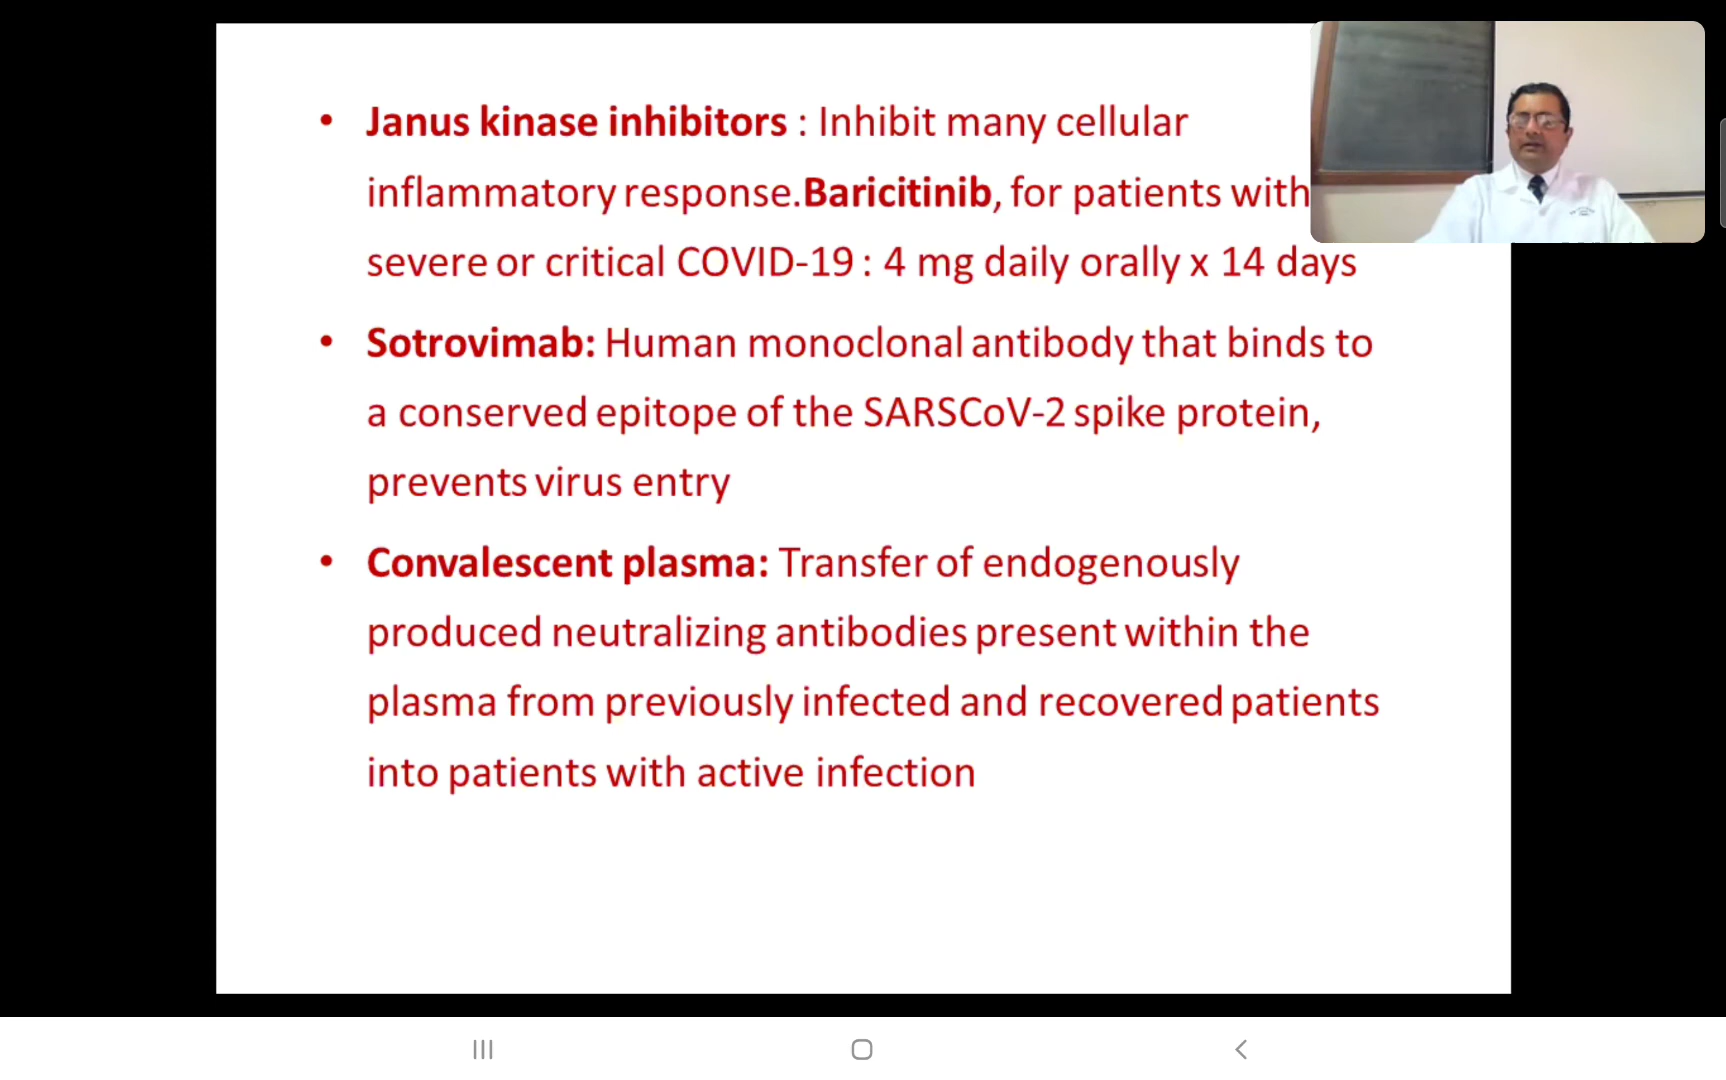 • Janus kinase inhibitors : Inhibit many cellular
inflammatory response.Baricitinib, for patients with
severe or critical COVID-19 : 4 mg daily orally x 14 days
• Sotrovimab: Human monoclonal antibody that binds to
a conserved epitope of the SARSCoV-2 spike protein,
prevents virus entry
• Convalescent plasma: Transfer of endogenously
produced neutralizing antibodies present within the
plasma from previously infected and recovered patients
into patients with active infection